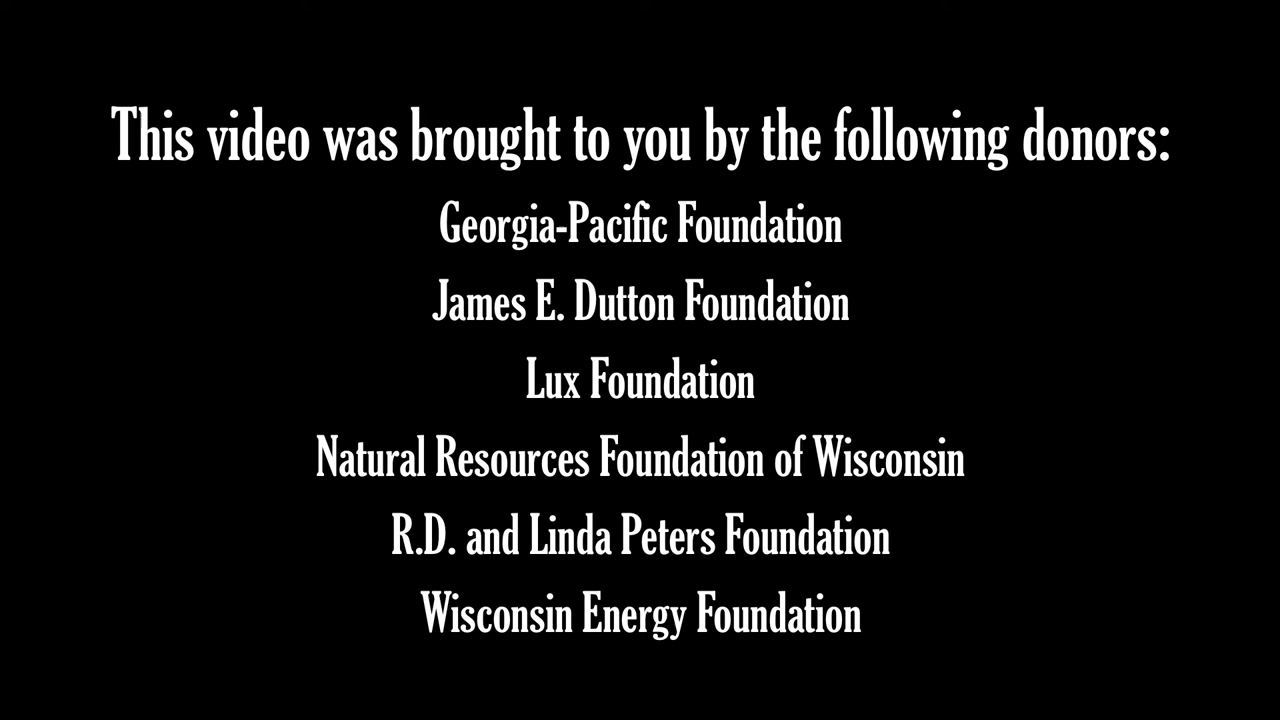 This video was brought to you by the following donors:
Georgia-Pacific Foundation
James E. Dutton Foundation
Lux Foundation
Natural Resources Foundation of Wisconsin
R.D. and Linda Peters Foundation
Wisconsin Energy Foundation